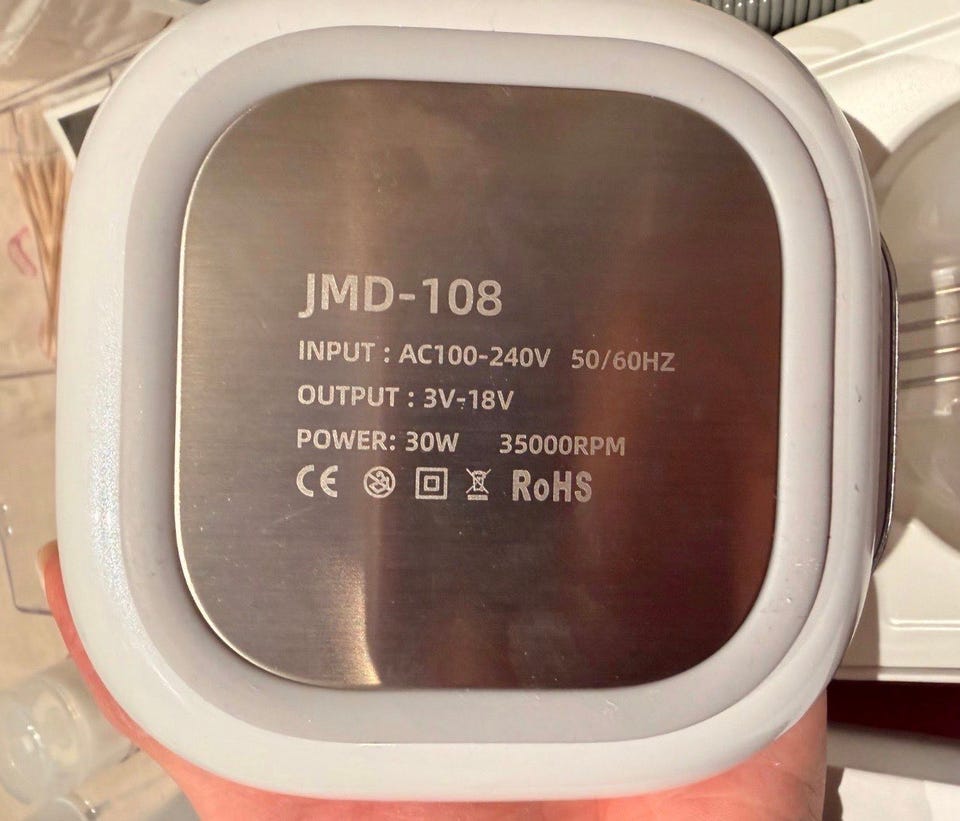 JMD-108
INPUT : AC100-240V 50/60HZ
OUTPUT : 3V-18V
POWER: 30W 35000RPM
CE RoHS